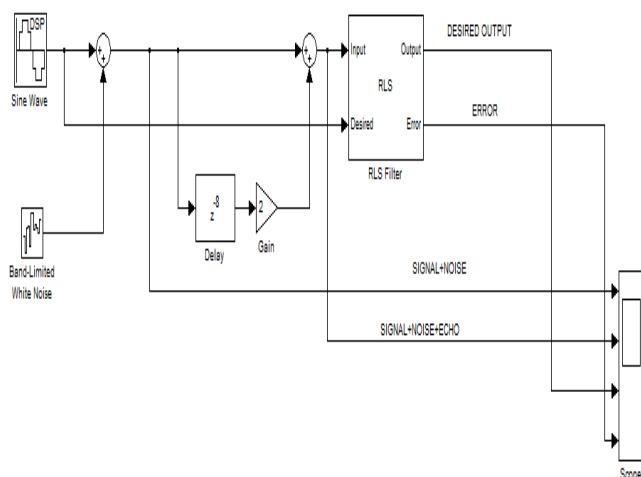 DSP
Sine Wave
+
+
+
+
Input
Output
RLS
Desired
Error
RLS Filter
DESIRED OUTPUT
ERROR
-8
z
Delay
2
Gain
Band-Limited
White Noise
SIGNAL+NOISE
SIGNAL+NOISE+ECHO
Scope